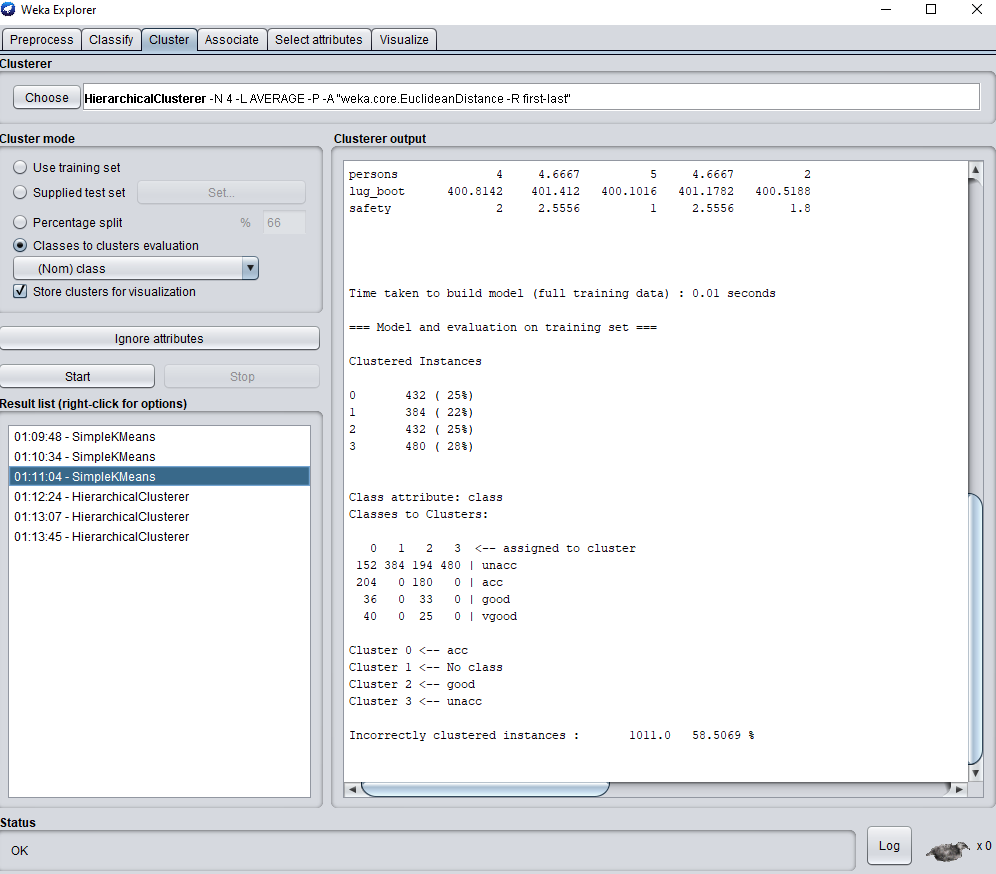 Weka Explorer
Preprocess Classify Cluster Associate Select attributes Visualize
Clusterer
Choose HierarchicalClusterer -N 4 -L AVERAGE -P -A "weka.core.EuclideanDistance -R first-last"
Cluster mode
Use training set
Supplied test set Set...
Percentage split % 66
Classes to clusters evaluation
(Nom) class
Store clusters for visualization
Ignore attributes
Start Stop
Result list (right-click for options)
01:09:48 - SimpleKMeans
01:10:34 - SimpleKMeans
01:11:04 - SimpleKMeans
01:12:24 - HierarchicalClusterer
01:13:07 - HierarchicalClusterer
01:13:45 - HierarchicalClusterer
Clusterer output
persons 4 4.6667 5 4.6667 2
lug_boot 400.8142 401.412 400.1016 401.1782 400.5188
safety 2 2.5556 1 2.5556 1.8
Time taken to build model (full training data) : 0.01 seconds
=== Model and evaluation on training set ===
Clustered Instances
0 432 ( 25%)
1 384 ( 22%)
2 432 ( 25%)
3 480 ( 28%)
Class attribute: class
Classes to Clusters:
0 1 2 3 <-- assigned to cluster
152 384 194 480 | unacc
204 0 180 0 | acc
36 0 33 0 | good
40 0 25 0 | vgood
Cluster 0 <-- acc
Cluster 1 <-- No class
Cluster 2 <-- good
Cluster 3 <-- unacc
Incorrectly clustered instances : 1011.0 58.5069 %
Status
OK
Log
x 0